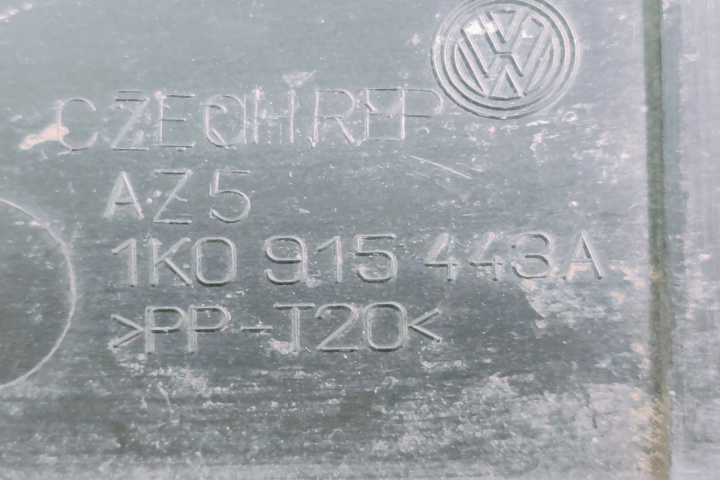 CZECH REP
AZ5
1K0 915 443A
>PP-T20<